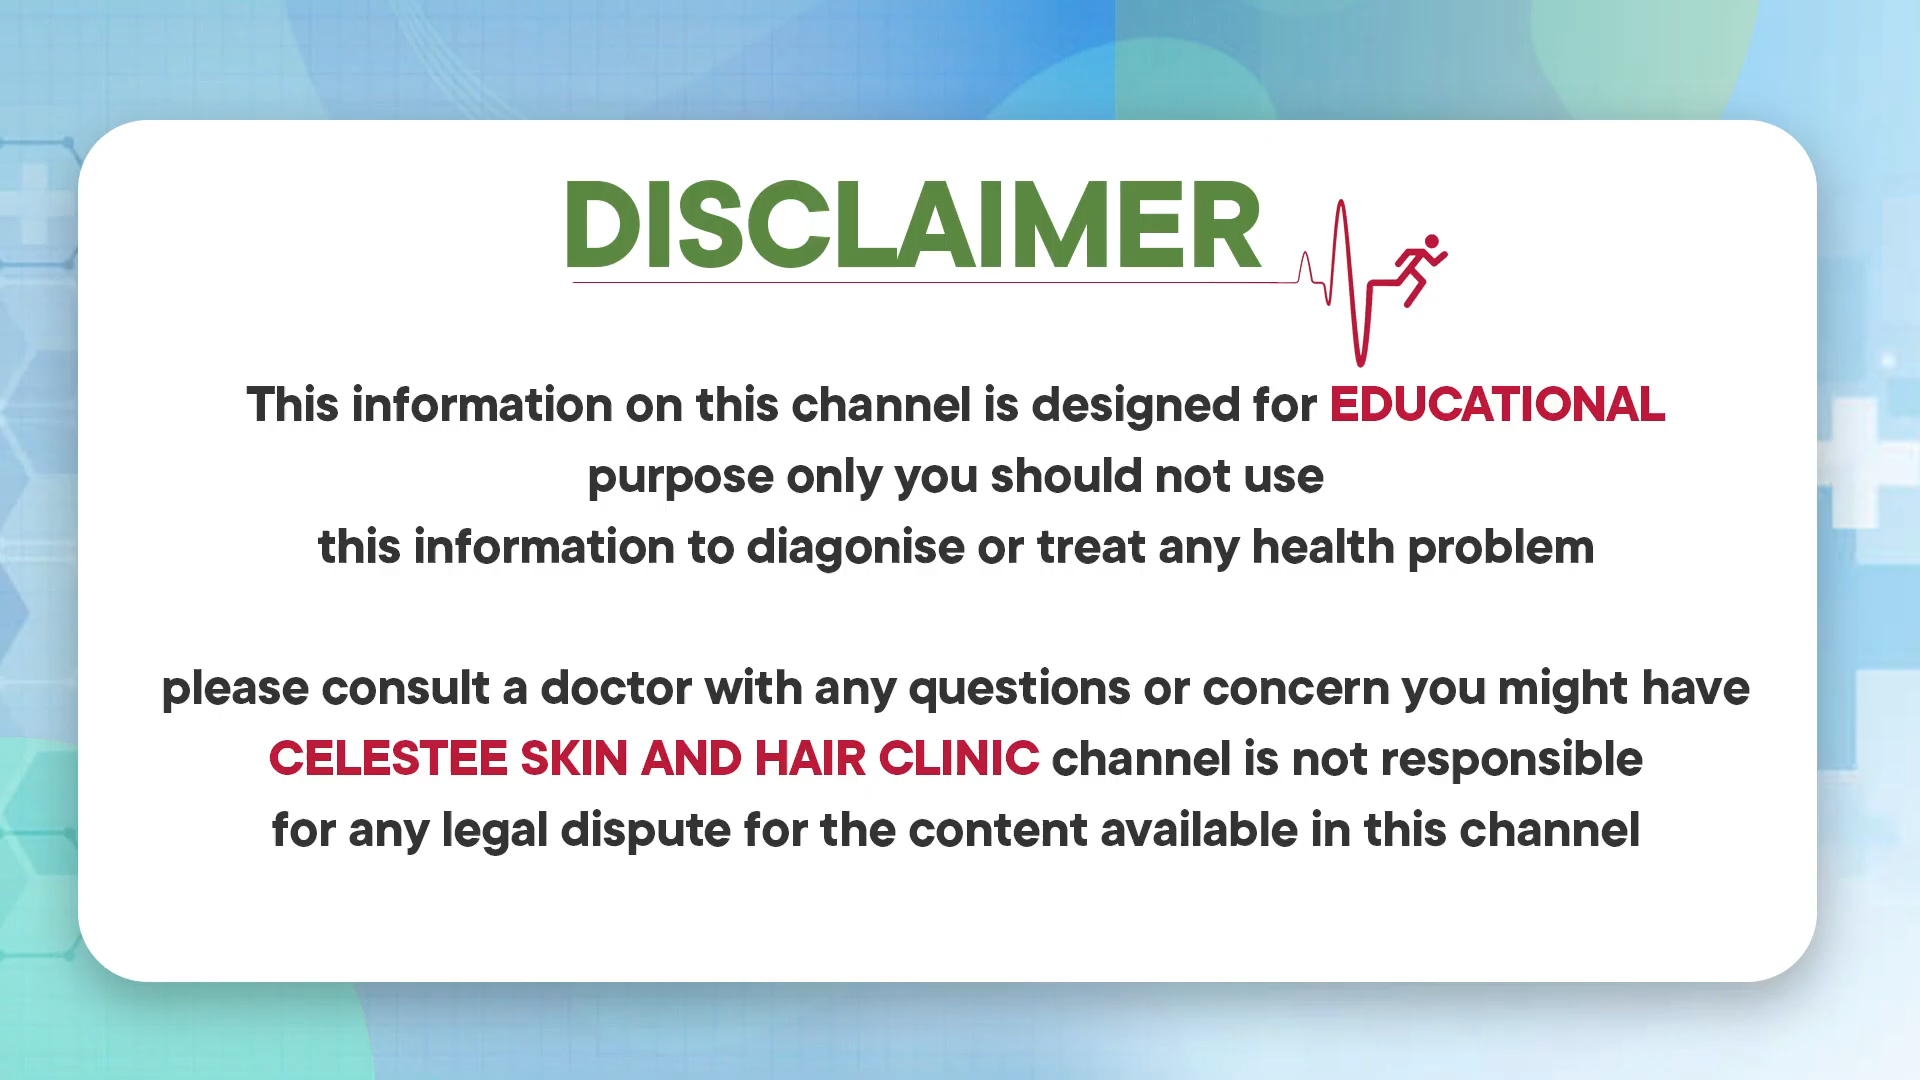 DISCLAIMER
This information on this channel is designed for EDUCATIONAL
purpose only you should not use
this information to diagonise or treat any health problem
please consult a doctor with any questions or concern you might have
CELESTEE SKIN AND HAIR CLINIC channel is not responsible
for any legal dispute for the content available in this channel